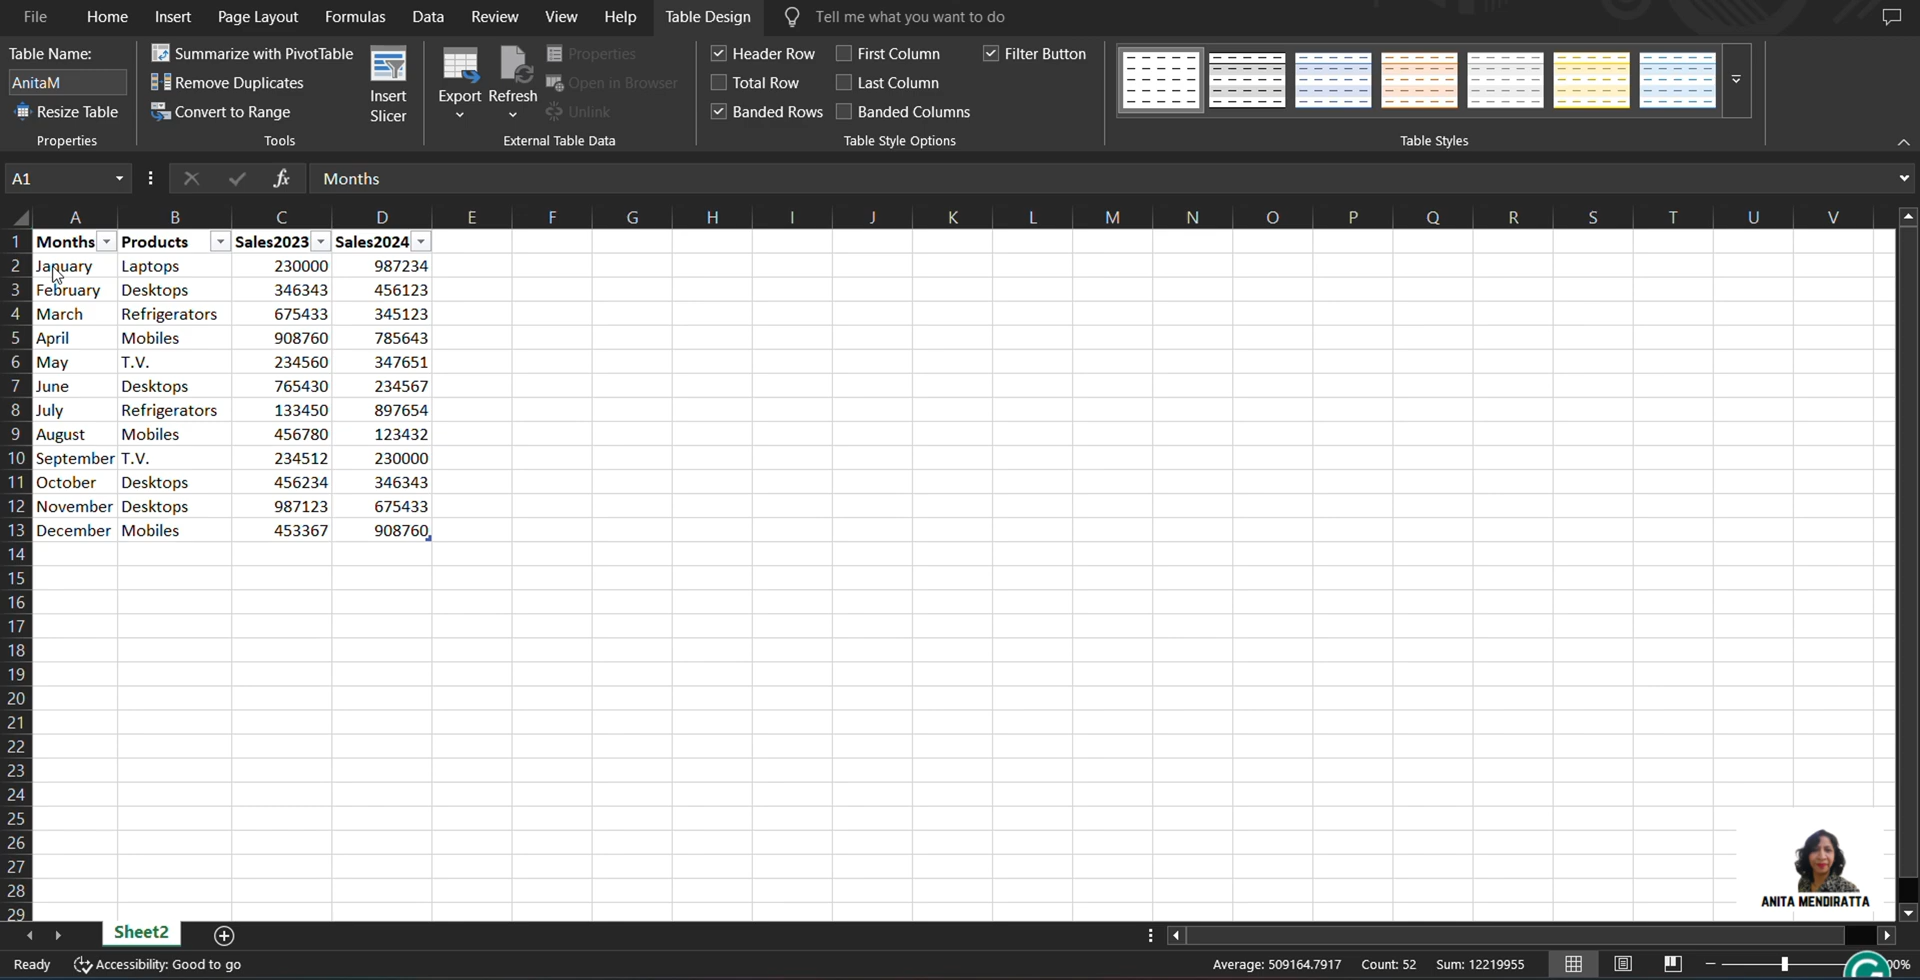 File Home Insert Page Layout Formulas Data Review View Help Table Design Tell me what you want to do
Table Name:
AnitaM
Resize Table
Properties
Summarize with PivotTable
Remove Duplicates
Convert to Range
Tools
Insert
Slicer
Export
Refresh
Properties
Open in Browser
Unlink
External Table Data
Header Row First Column Filter Button
Total Row Last Column
Banded Rows Banded Columns
Table Style Options
Table Styles
A1 fx Months
A B C D E F G H I J K L M N O P Q R S T U V
1 Months Products Sales2023 Sales2024
2 January Laptops 230000 987234
3 February Desktops 346343 456123
4 March Refrigerators 675433 345123
5 April Mobiles 908760 785643
6 May T.V. 234560 347651
7 June Desktops 765430 234567
8 July Refrigerators 133450 897654
9 August Mobiles 456780 123432
10 September T.V. 234512 230000
11 October Desktops 456234 346343
12 November Desktops 987123 675433
13 December Mobiles 453367 908760
14
15
16
17
18
19
20
21
22
23
24
25
26
27
28
29
ANITA MENDIRATTA
Sheet2
Ready Accessibility: Good to go Average: 509164.7917 Count: 52 Sum: 12219955